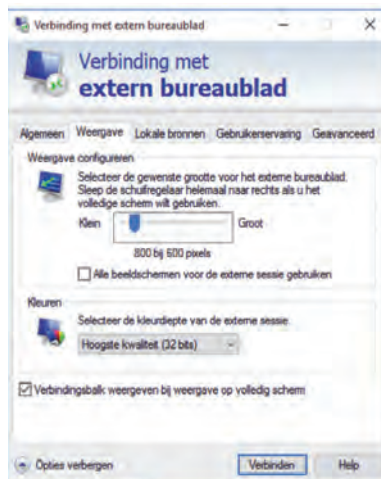 Verbinding met extern bureaublad
Verbinding met
extern bureaublad
Algemeen Weergave Lokale bronnen Gebruikerservaring Geavanceerd
Weergave configureren
Selecteer de gewenste grootte voor het externe bureaublad.
Sleep de schuifregelaar helemaal naar rechts als u het
volledige scherm wilt gebruiken.
Klein Groot
800 bij 600 pixels
Alle beeldschermen voor de externe sessie gebruiken
Kleuren
Selecteer de kleurdiepte van de externe sessie.
Hoogste kwaliteit (32 bits)
Verbindingsbalk weergeven bij weergave op volledig scherm
Opties verbergen Verbinden Help